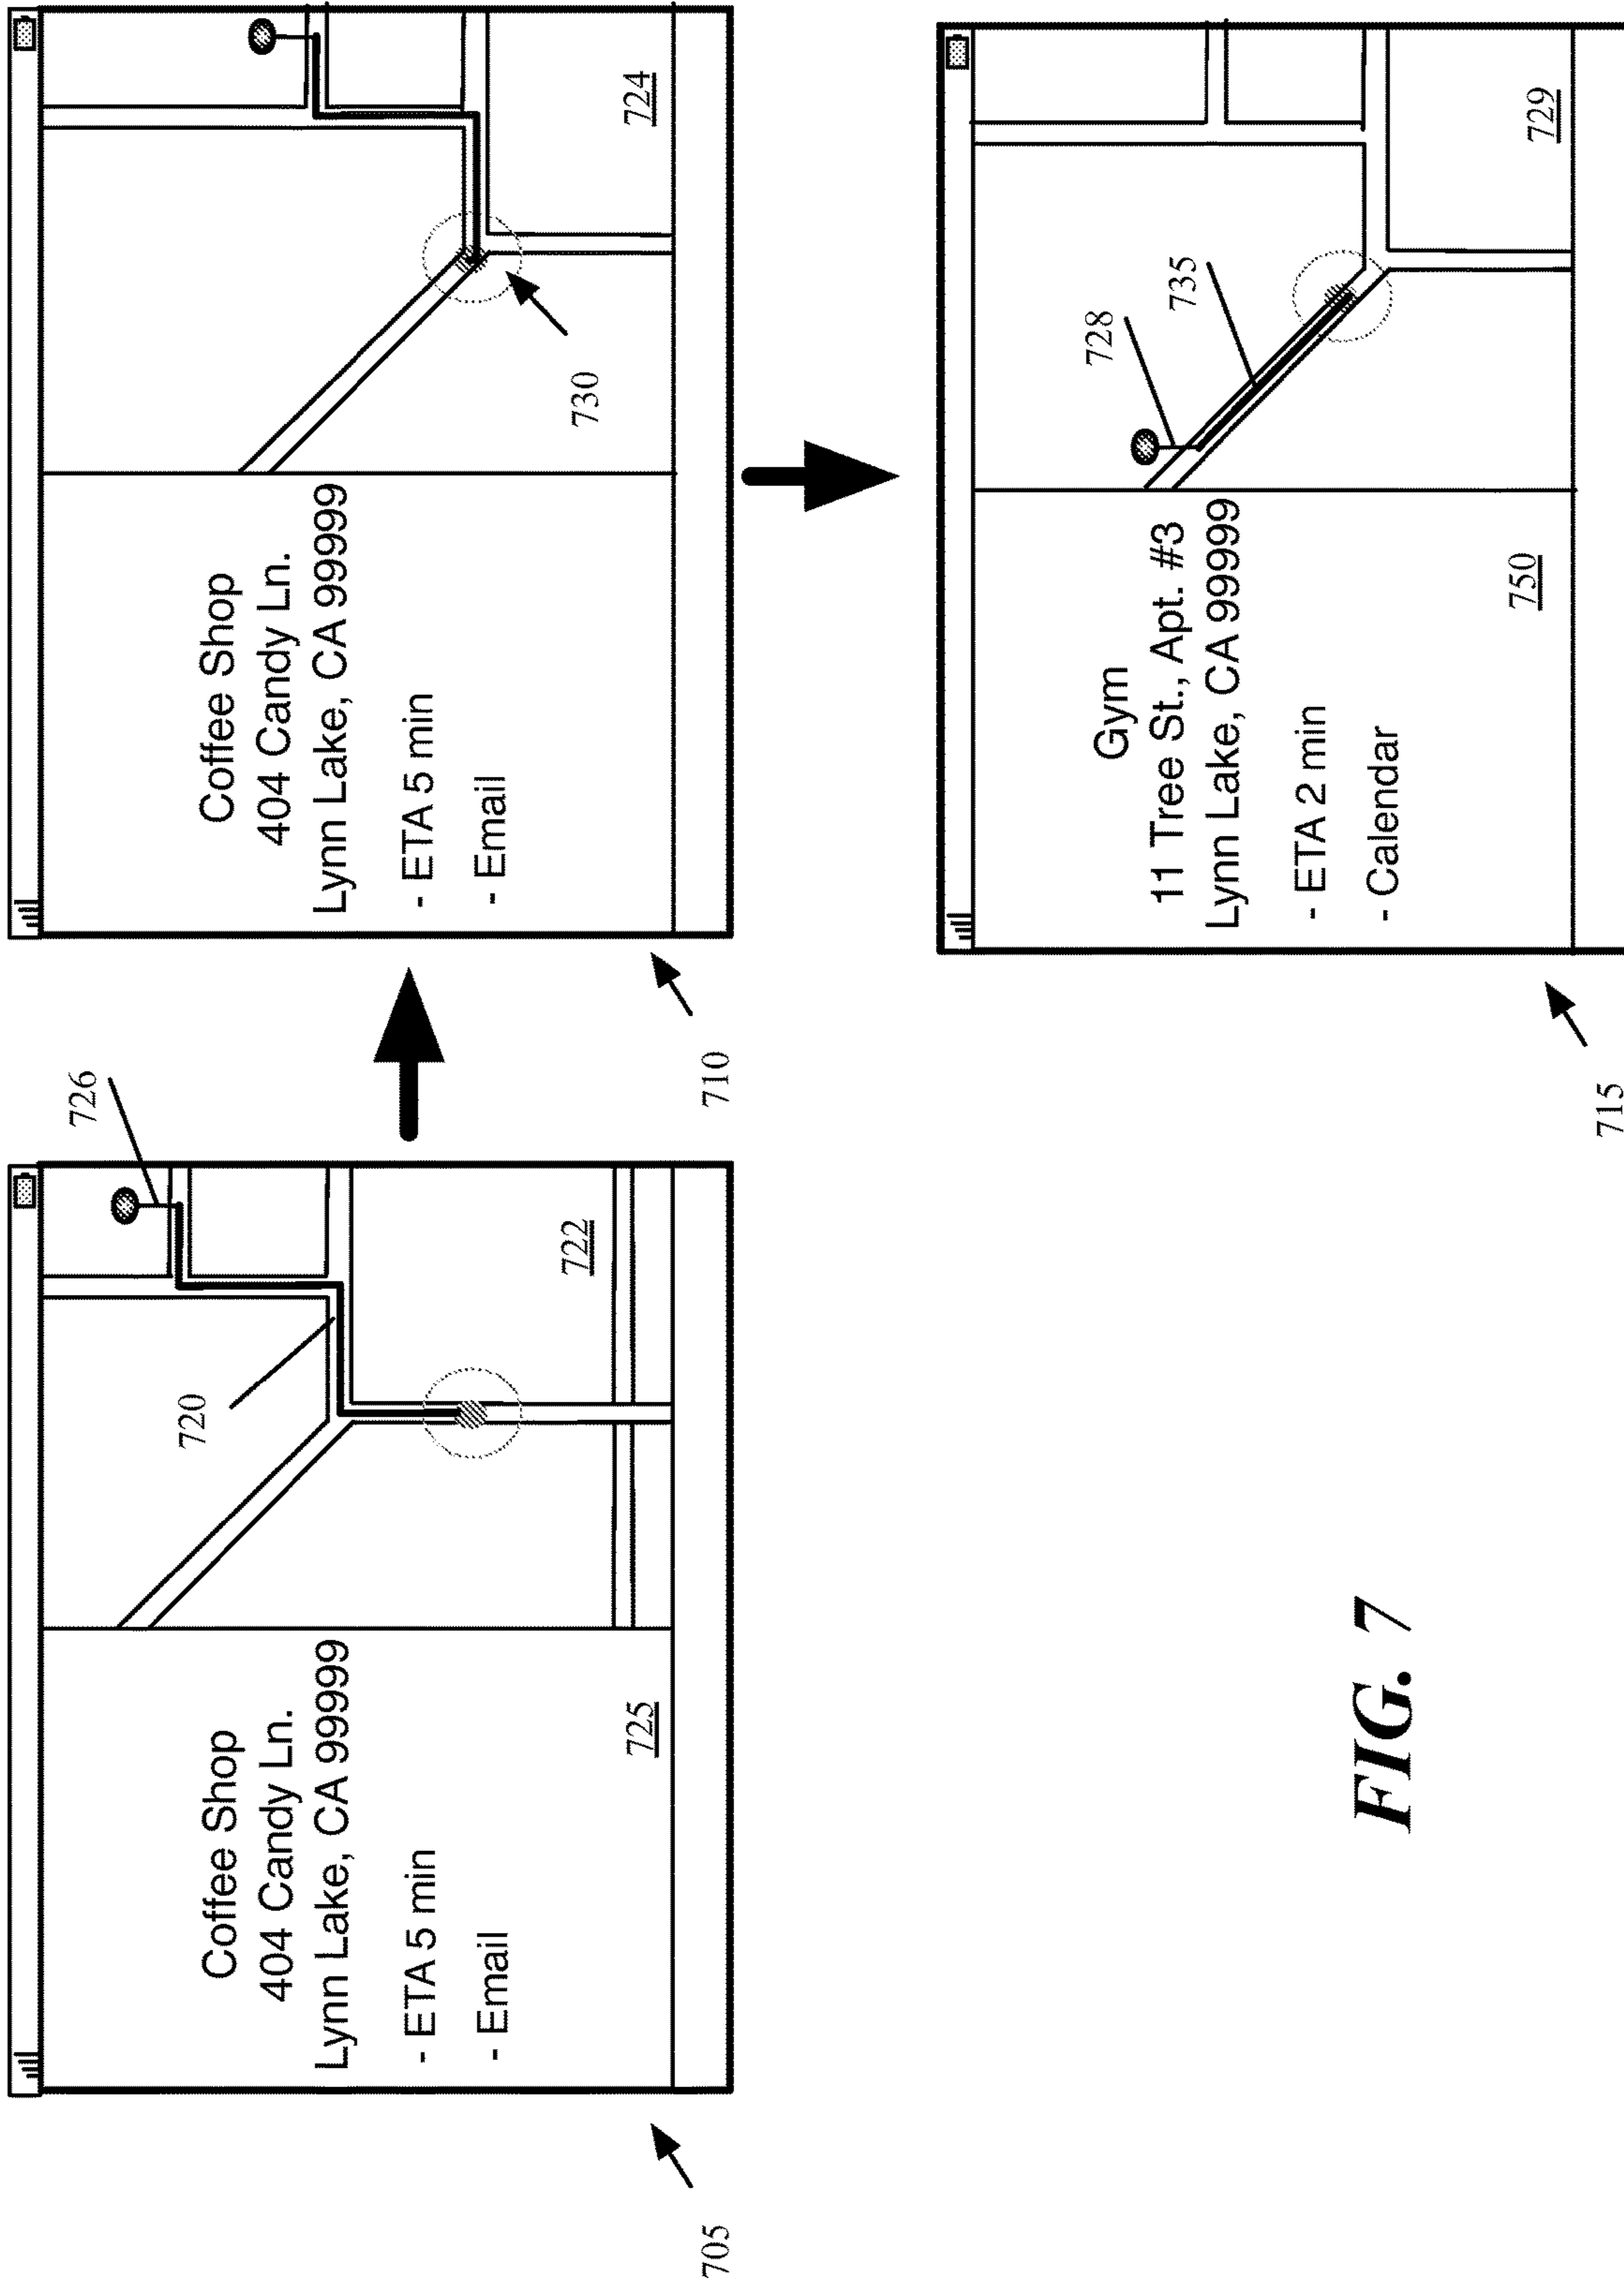 Coffee Shop
404 Candy Ln.
Lynn Lake, CA 99999
- ETA 5 min
- Email
725
720
722
726
705
Coffee Shop
404 Candy Ln.
Lynn Lake, CA 99999
- ETA 5 min
- Email
730
724
710
Gym
11 Tree St., Apt. #3
Lynn Lake, CA 99999
- ETA 2 min
- Calendar
750
728
735
729
715
FIG. 7